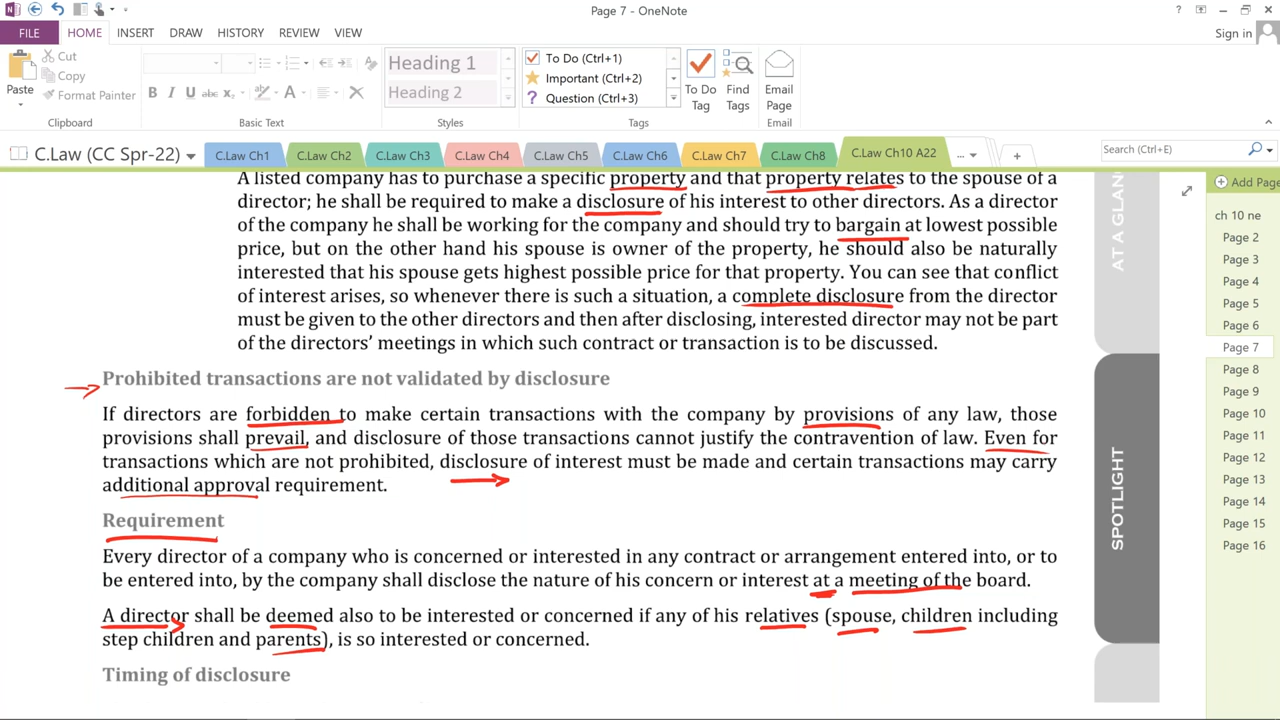 Page 7 - OneNote
FILE HOME INSERT DRAW HISTORY REVIEW VIEW Sign in
Paste Cut Copy Format Painter
Clipboard
B I U abc A
Basic Text
Heading 1
Heading 2
Styles
To Do (Ctrl+1)
Important (Ctrl+2)
Question (Ctrl+3)
To Do Tag
Find Tags
Tags
Email Page
Email
C.Law (CC Spr-22) C.Law Ch1 C.Law Ch2 C.Law Ch3 C.Law Ch4 C.Law Ch5 C.Law Ch6 C.Law Ch7 C.Law Ch8 C.Law Ch10 A22 ... + Search (Ctrl+E)
A listed company has to purchase a specific property and that property relates to the spouse of a
director; he shall be required to make a disclosure of his interest to other directors. As a director
of the company he shall be working for the company and should try to bargain at lowest possible
price, but on the other hand his spouse is owner of the property, he should also be naturally
interested that his spouse gets highest possible price for that property. You can see that conflict
of interest arises, so whenever there is such a situation, a complete disclosure from the director
must be given to the other directors and then after disclosing, interested director may not be part
of the directors’ meetings in which such contract or transaction is to be discussed.
Prohibited transactions are not validated by disclosure
If directors are forbidden to make certain transactions with the company by provisions of any law, those
provisions shall prevail, and disclosure of those transactions cannot justify the contravention of law. Even for
transactions which are not prohibited, disclosure of interest must be made and certain transactions may carry
additional approval requirement.
Requirement
Every director of a company who is concerned or interested in any contract or arrangement entered into, or to
be entered into, by the company shall disclose the nature of his concern or interest at a meeting of the board.
A director shall be deemed also to be interested or concerned if any of his relatives (spouse, children including
step children and parents), is so interested or concerned.
Timing of disclosure
AT A GLANC
SPOTLIGHT
Add Page
ch 10 ne
Page 2
Page 3
Page 4
Page 5
Page 6
Page 7
Page 8
Page 9
Page 10
Page 11
Page 12
Page 13
Page 14
Page 15
Page 16